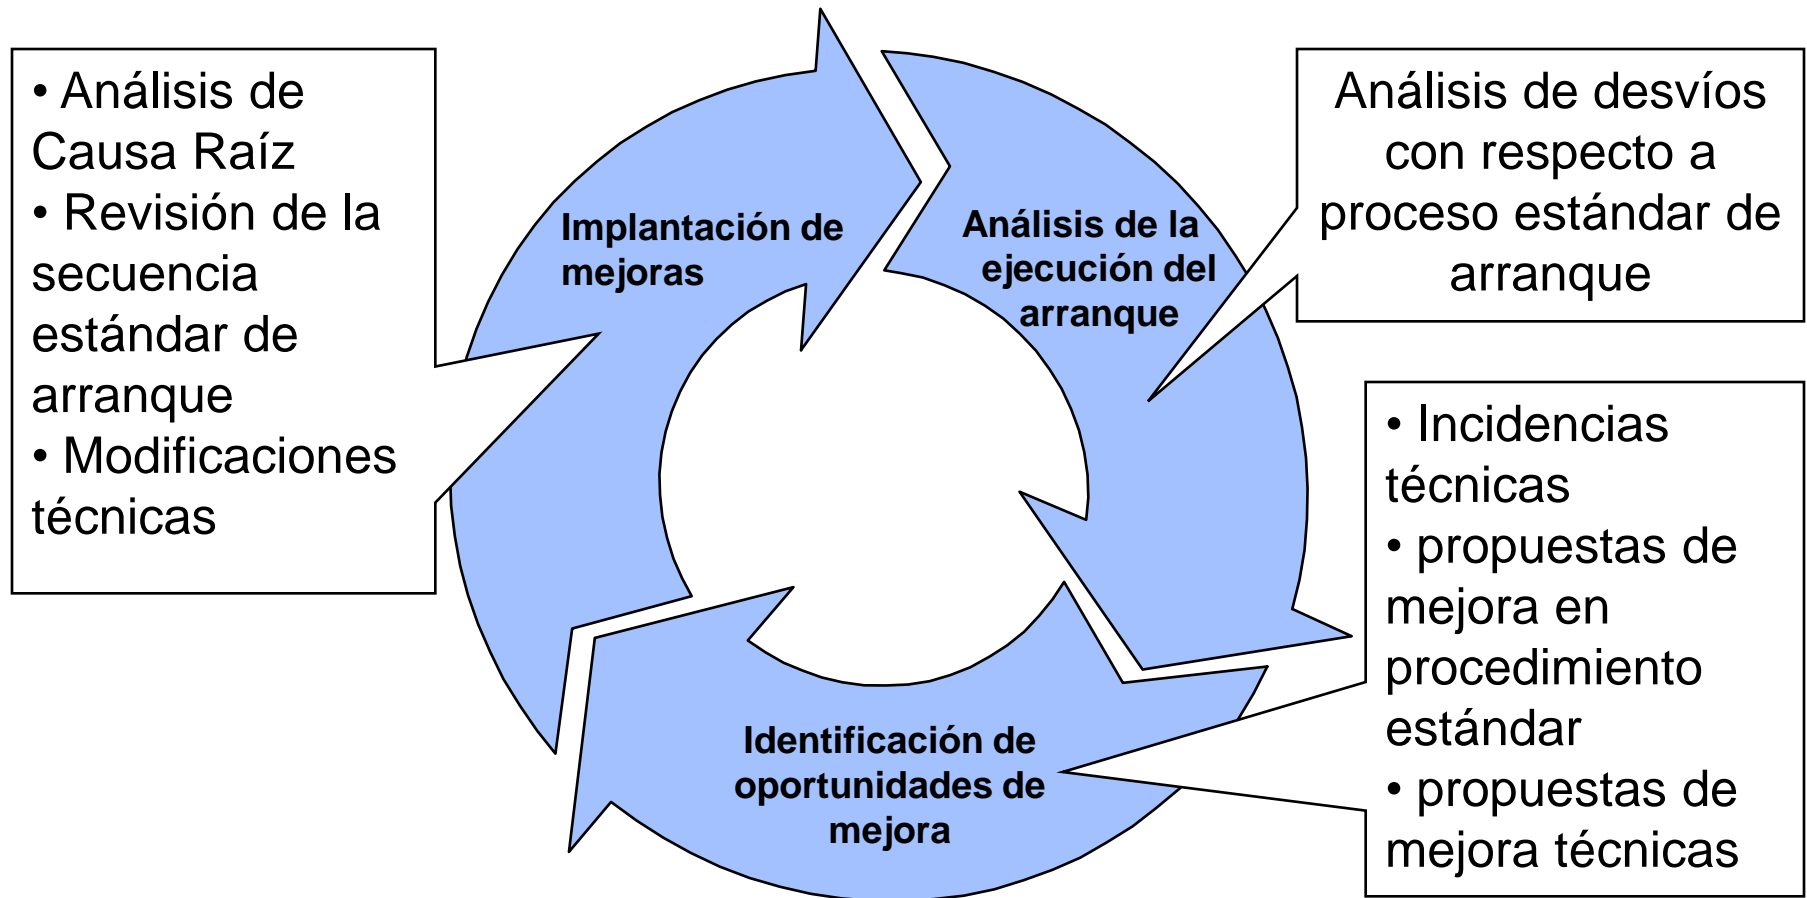 • Análisis de
Causa Raíz
• Revisión de la
secuencia
estándar de
arranque
• Modificaciones
técnicas
Implantación de
mejoras
Análisis de la
ejecución del
arranque
Análisis de desvíos
con respecto a
proceso estándar de
arranque
• Incidencias
técnicas
• propuestas de
mejora en
procedimiento
estándar
• propuestas de
mejora técnicas
Identificación de
oportunidades de
mejora